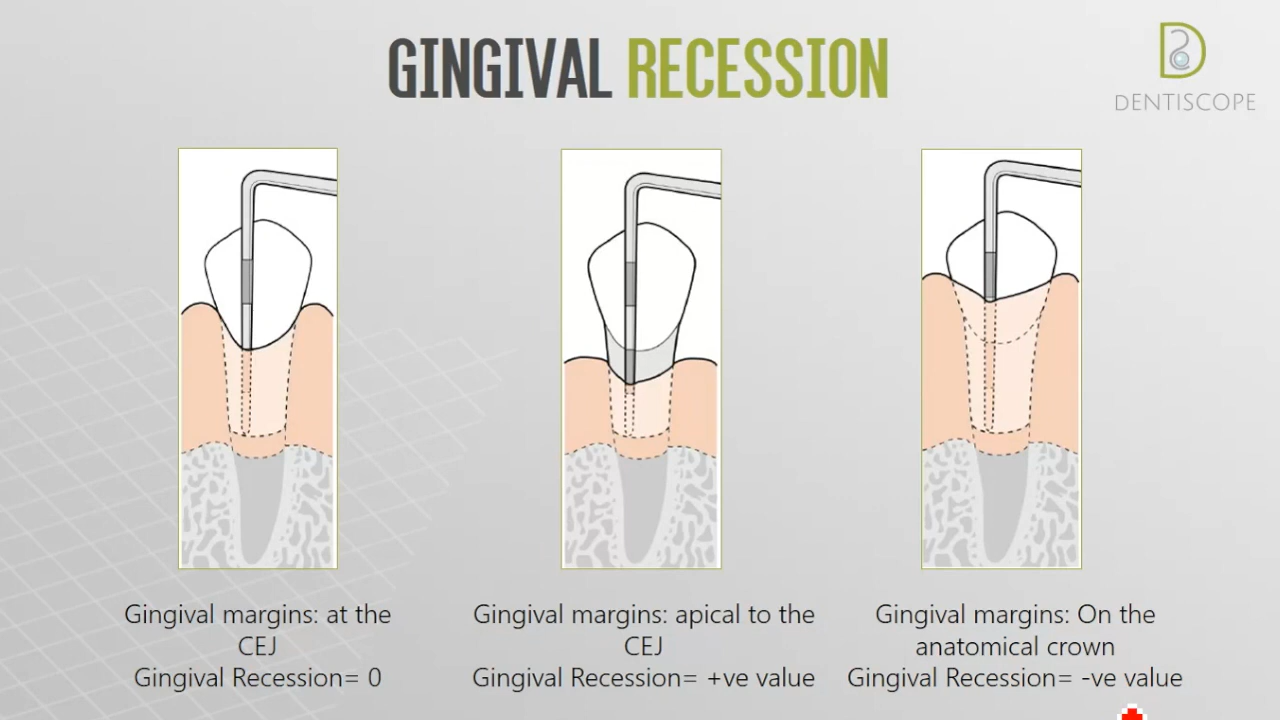 GINGIVAL RECESSION
DENTISCOPE
Gingival margins: at the
CEJ
Gingival Recession= 0
Gingival margins: apical to the
CEJ
Gingival Recession= +ve value
Gingival margins: On the
anatomical crown
Gingival Recession= -ve value